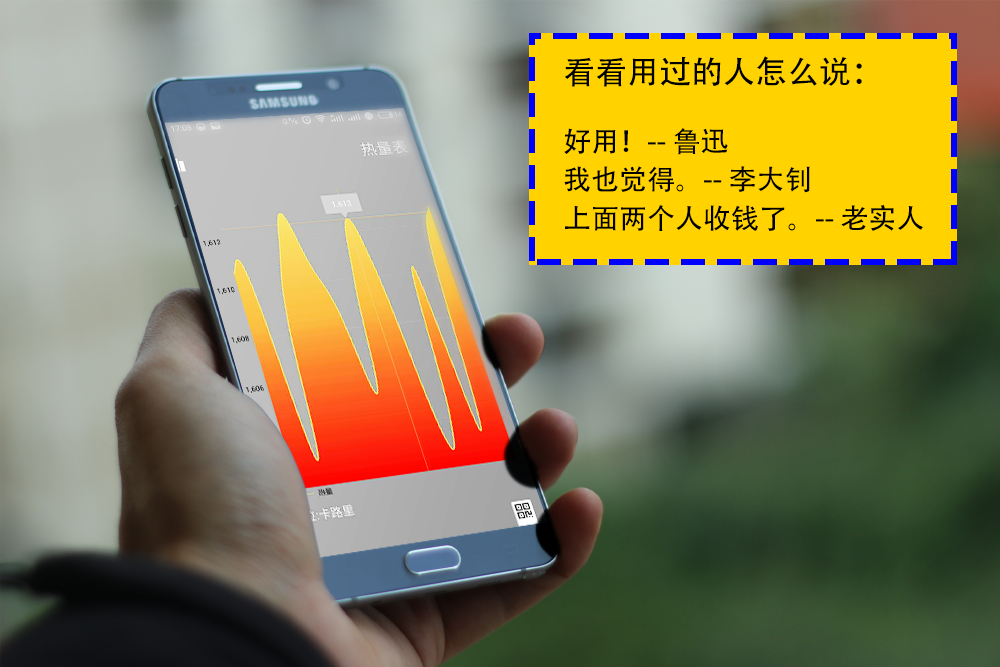 看看用过的人怎么说：
好用！-- 鲁迅
我也觉得。-- 李大钊
上面两个人收钱了。-- 老实人
SAMSUNG
17:03
0%
热量表
1,613
1,612
1,610
1,608
1,606
热量
卡路里